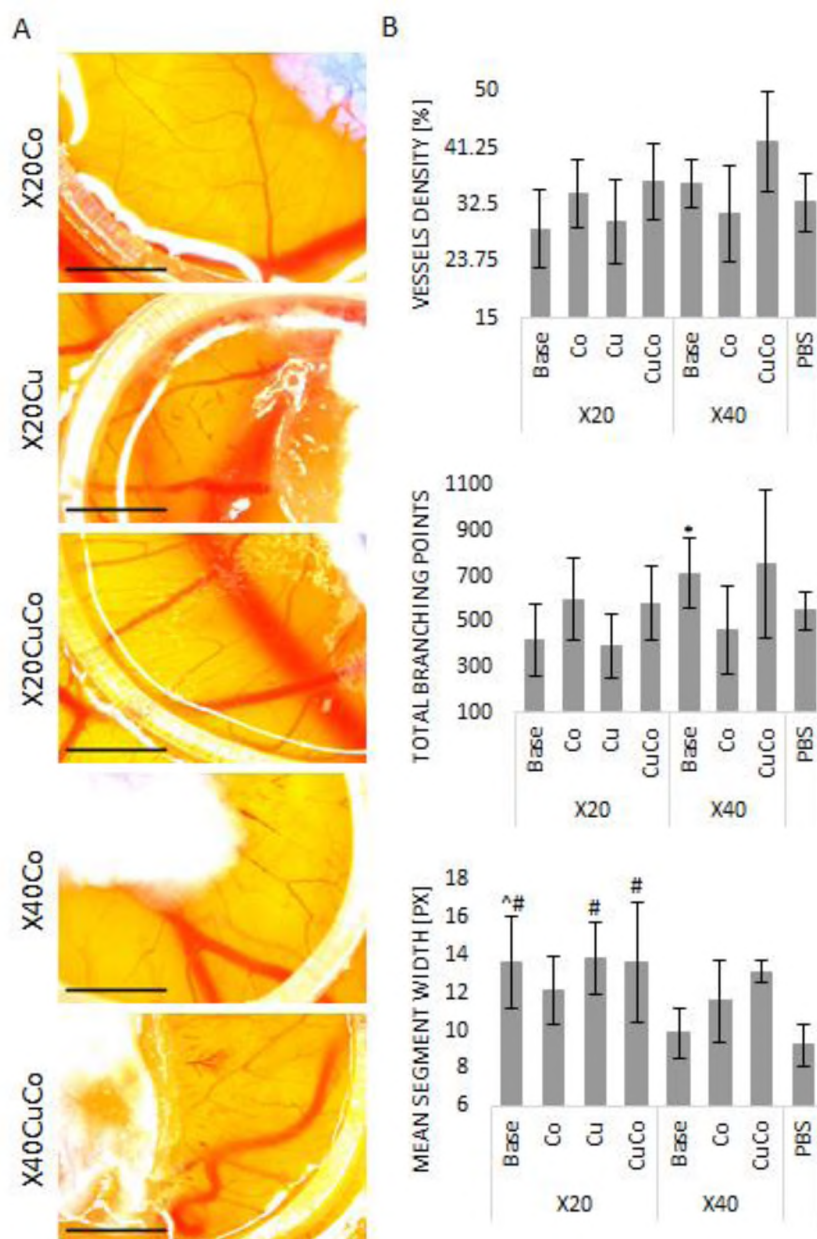 A
X20Co
X20Cu
X20CuCo
X40Co
X40CuCo
B
VESSELS DENSITY [%]
50
41.25
32.5
23.75
15
Base Co Cu CuCo Base Co CuCo PBS
X20 X40
TOTAL BRANCHING POINTS
1100
900
700
500
300
100
*
Base Co Cu CuCo Base Co CuCo PBS
X20 X40
MEAN SEGMENT WIDTH [PX]
18
16
14
12
10
8
6
^# # #
Base Co Cu CuCo Base Co CuCo PBS
X20 X40